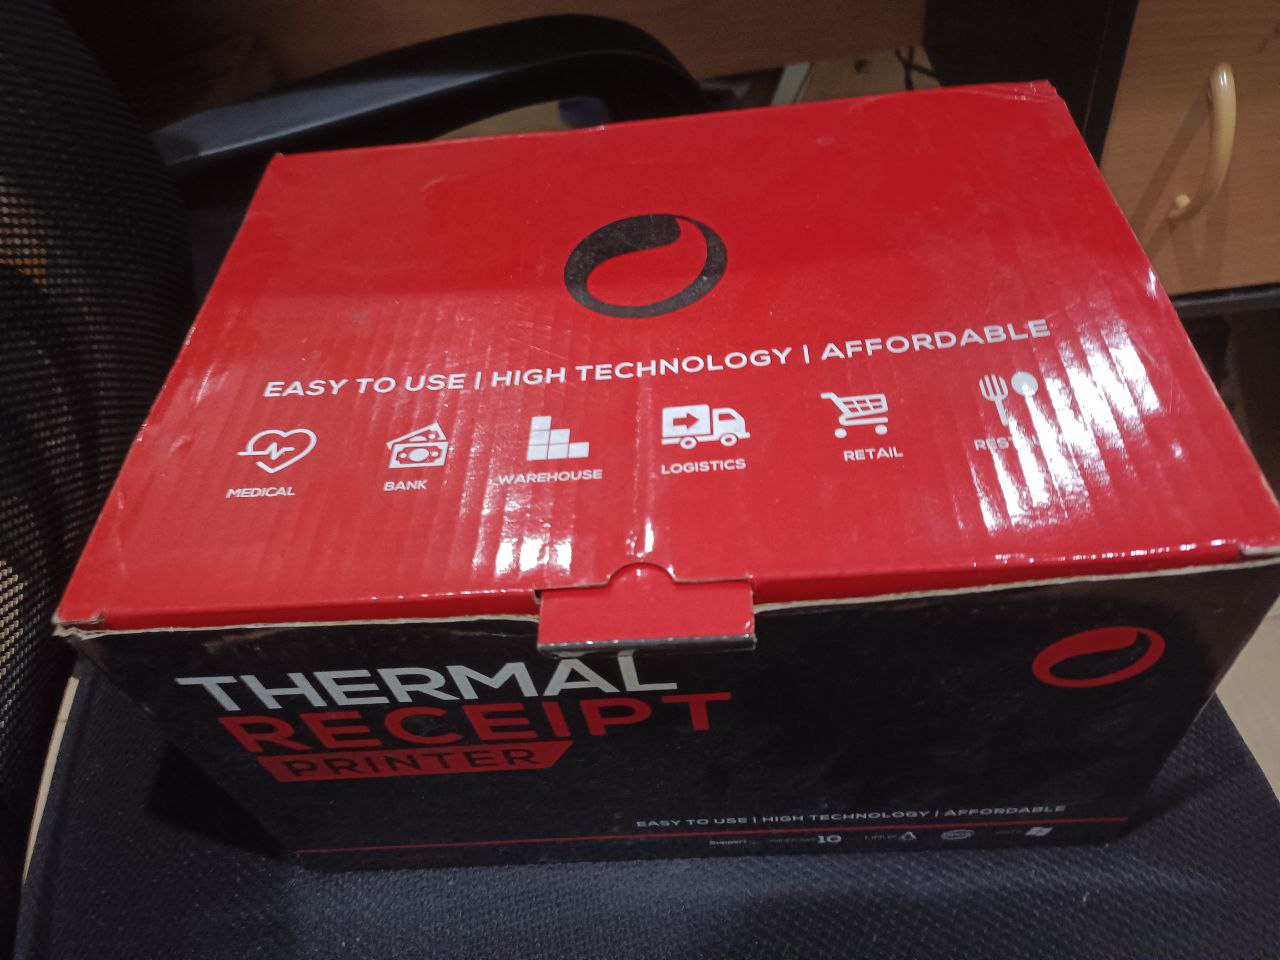 EASY TO USE | HIGH TECHNOLOGY | AFFORDABLE
MEDICAL
BANK
WAREHOUSE
LOGISTICS
RETAIL
THERMAL
RECEIPT
PRINTER
EASY TO USE | HIGH TECHNOLOGY | AFFORDABLE
Support
10